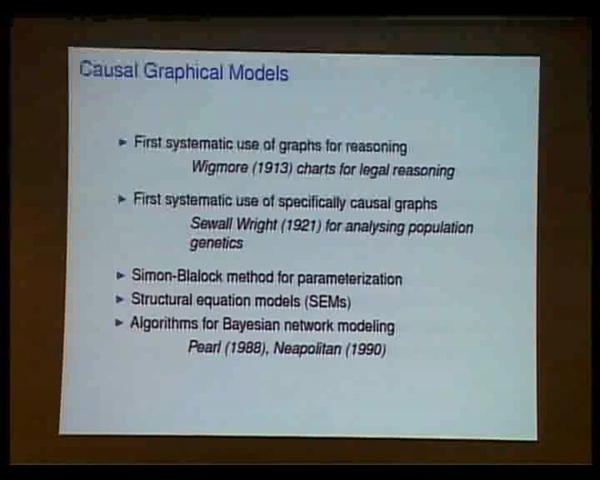 Causal Graphical Models
► First systematic use of graphs for reasoning
Wigmore (1913) charts for legal reasoning
► First systematic use of specifically causal graphs
Sewall Wright (1921) for analysing population
genetics
► Simon-Blalock method for parameterization
► Structural equation models (SEMs)
► Algorithms for Bayesian network modeling
Pearl (1988), Neapolitan (1990)